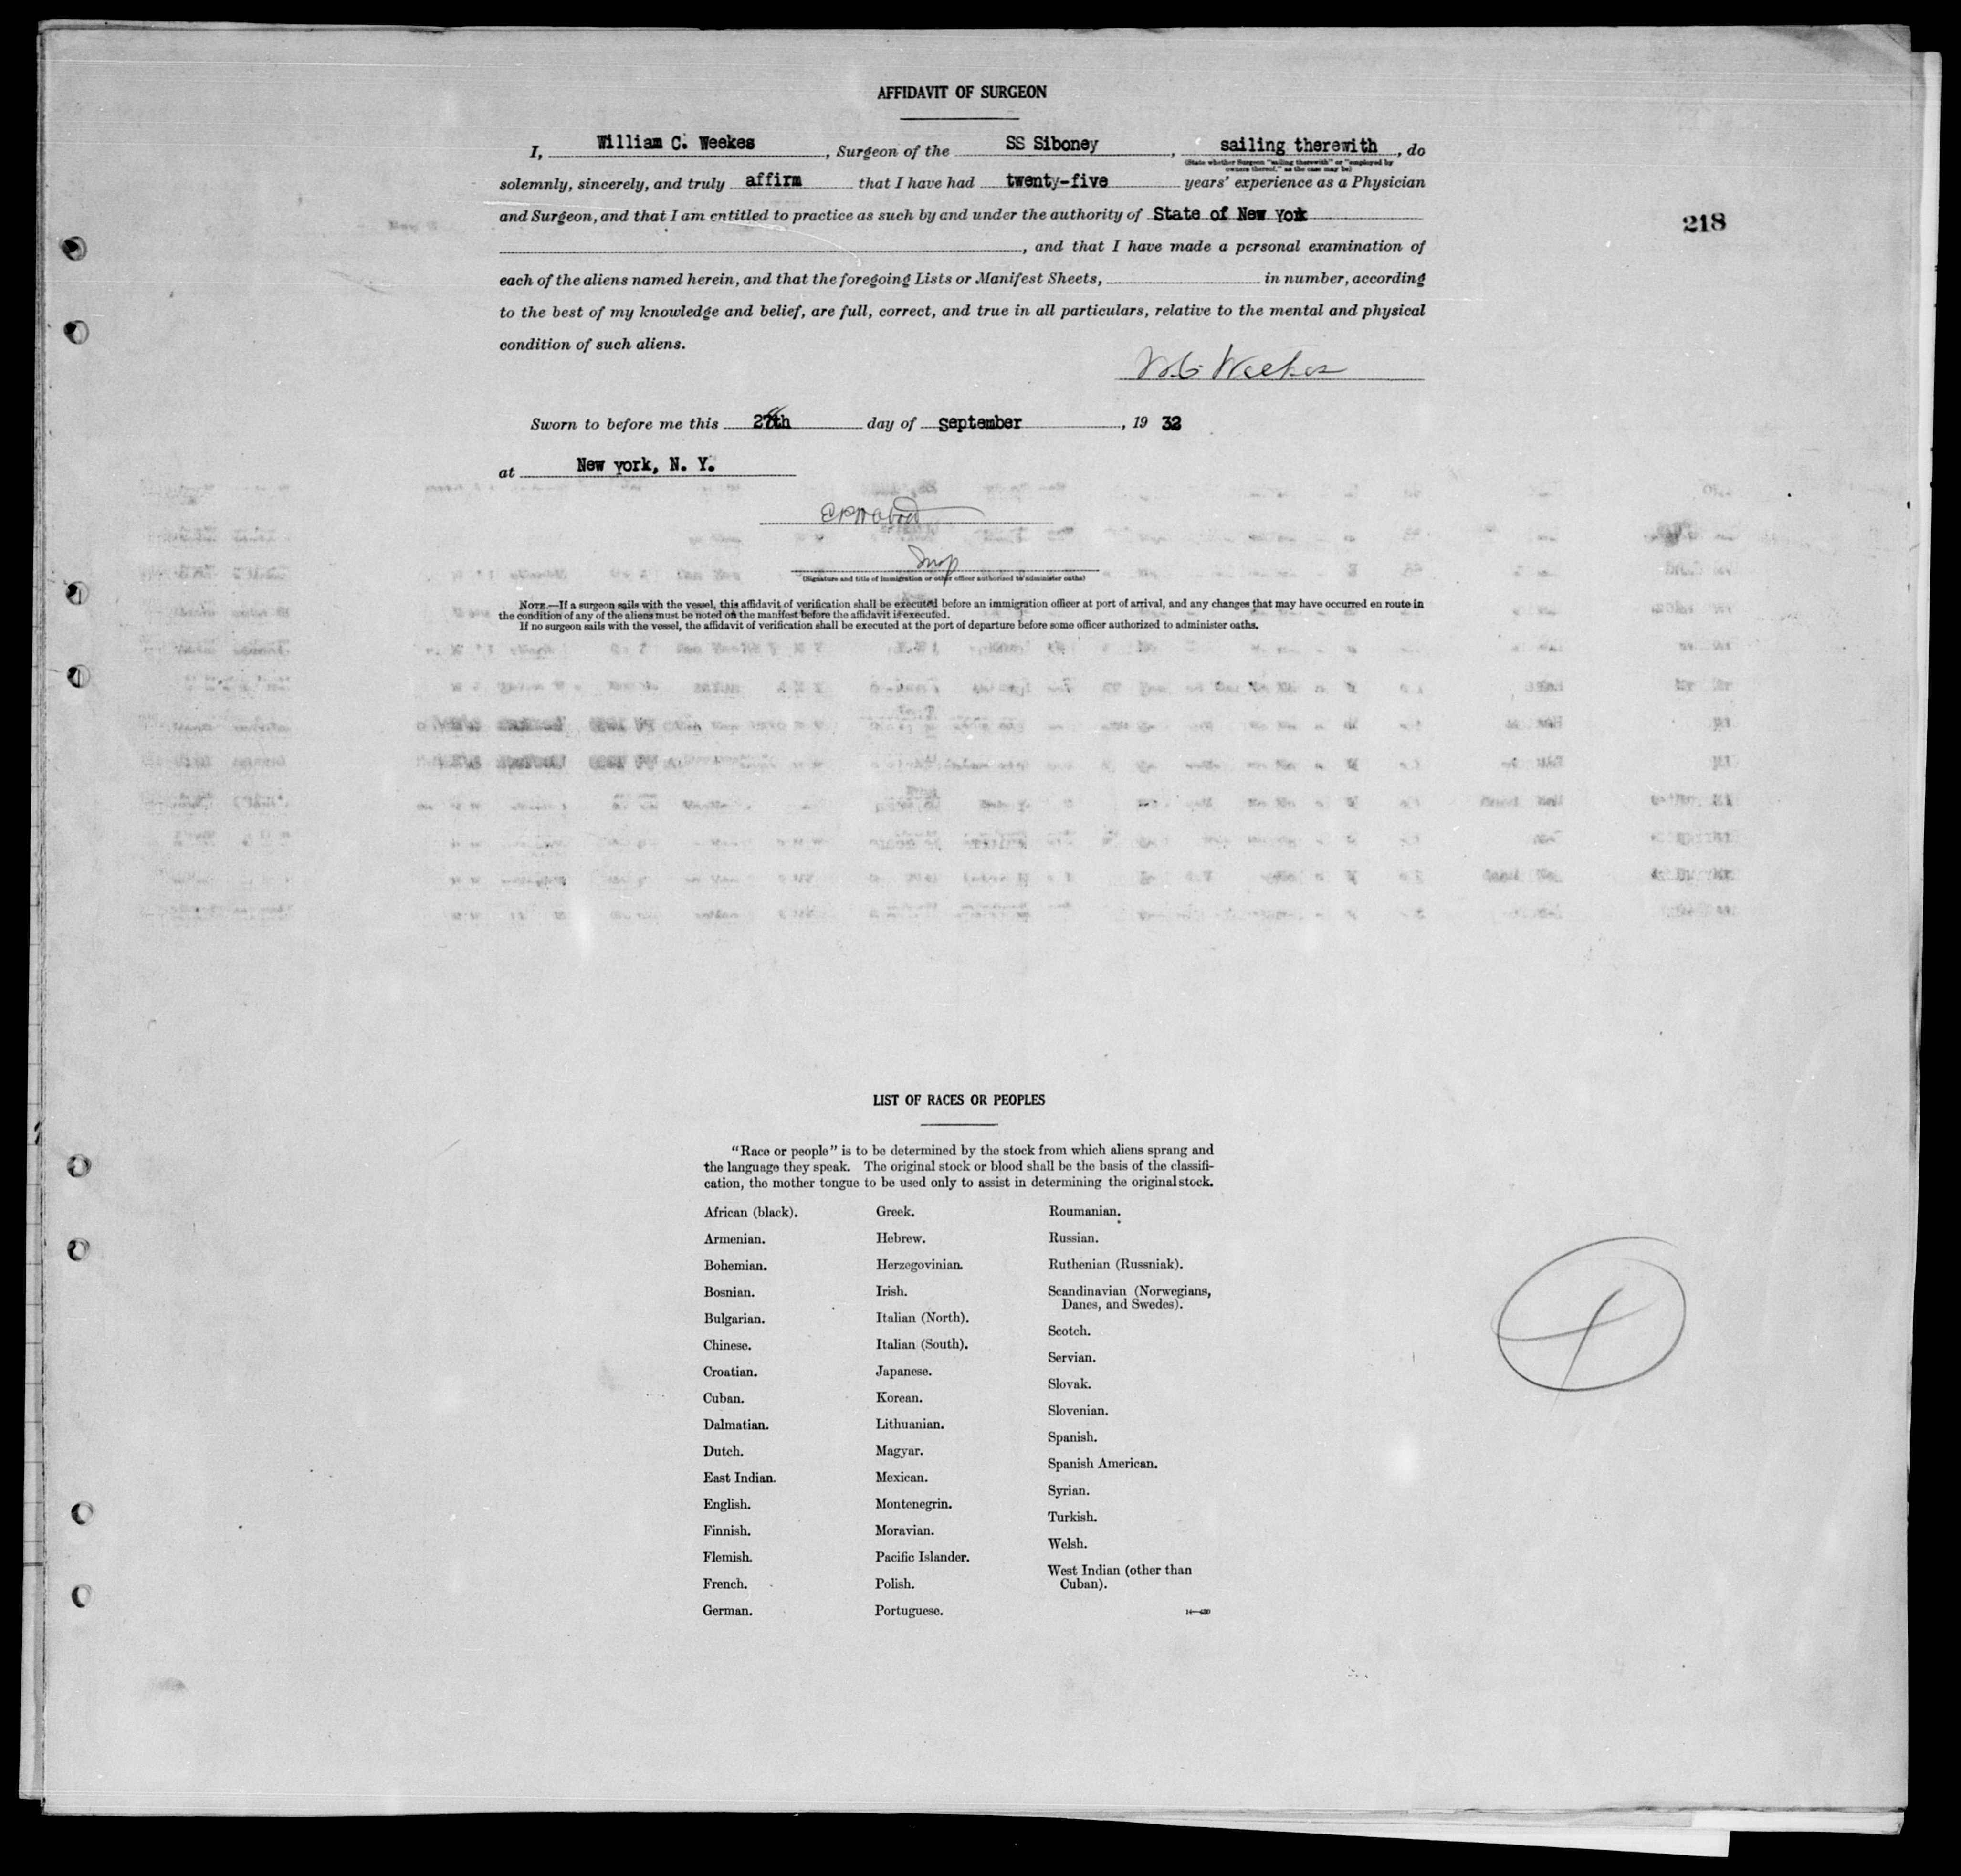 AFFIDAVIT OF SURGEON
I, William C. Weekes, Surgeon of the SS Siboney, sailing therewith, do
(State whether Surgeon "sailing therewith" or "employed by
owners thereof," as the case may be)
solemnly, sincerely, and truly affirm that I have had twenty-five years' experience as a Physician
and Surgeon, and that I am entitled to practice as such by and under the authority of State of New York
218
, and that I have made a personal examination of
each of the aliens named herein, and that the foregoing Lists or Manifest Sheets, in number, according
to the best of my knowledge and belief, are full, correct, and true in all particulars, relative to the mental and physical
condition of such aliens.
W. C. Weekes
Sworn to before me this day of september, 19 32
at New york, N. Y.
Insp
(Signature and title of immigration or other officer authorized to administer oaths)
NOTE.—If a surgeon sails with the vessel, this affidavit of verification shall be executed before an immigration officer at port of arrival, and any changes that may have occurred en route in
the condition of any of the aliens must be noted on the manifest before the affidavit is executed.
If no surgeon sails with the vessel, the affidavit of verification shall be executed at the port of departure before some officer authorized to administer oaths.
LIST OF RACES OR PEOPLES
"Race or people" is to be determined by the stock from which aliens sprang and
the language they speak. The original stock or blood shall be the basis of the classifi-
cation, the mother tongue to be used only to assist in determining the original stock.
African (black).
Armenian.
Bohemian.
Bosnian.
Bulgarian.
Chinese.
Croatian.
Cuban.
Dalmatian.
Dutch.
East Indian.
English.
Finnish.
Flemish.
French.
German.
Greek.
Hebrew.
Herzegovinian.
Irish.
Italian (North).
Italian (South).
Japanese.
Korean.
Lithuanian.
Magyar.
Mexican.
Montenegrin.
Moravian.
Pacific Islander.
Polish.
Portuguese.
Roumanian.
Russian.
Ruthenian (Russniak).
Scandinavian (Norwegians,
Danes, and Swedes).
Scotch.
Servian.
Slovak.
Slovenian.
Spanish.
Spanish American.
Syrian.
Turkish.
Welsh.
West Indian (other than
Cuban).